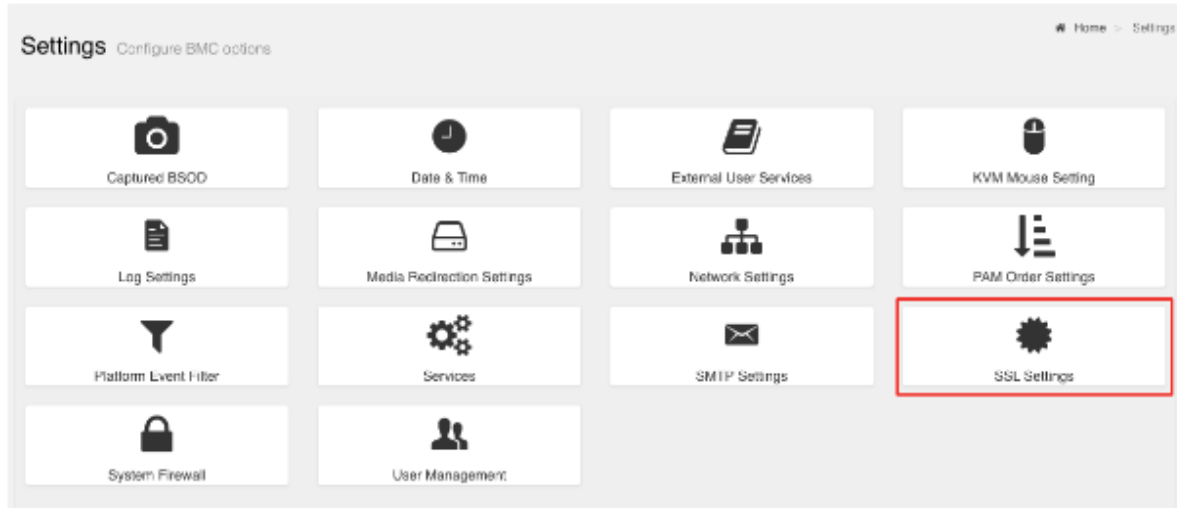 Home > Settings
Settings Configure BMC options
Captured BSOD
Date & Time
External User Services
KVM Mouse Setting
Log Settings
Media Redirection Settings
Network Settings
PAM Order Settings
Platform Event Filter
Services
SMTP Settings
SSL Settings
System Firewall
User Management